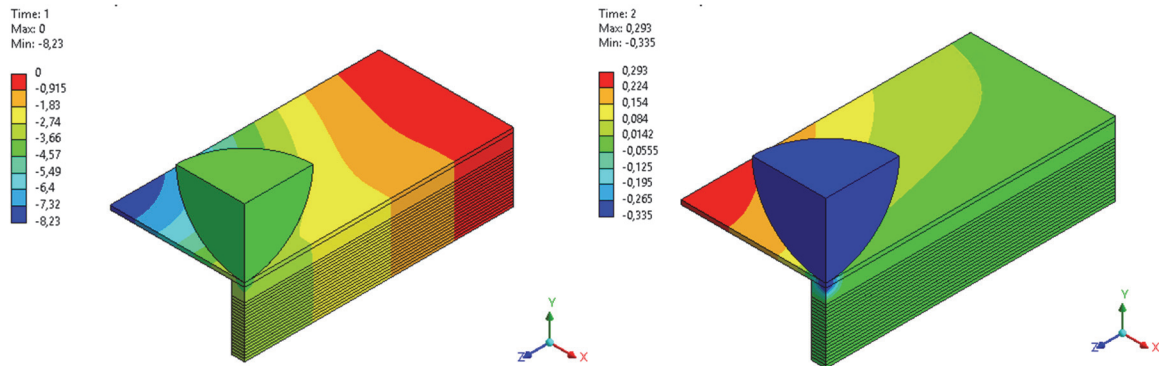 Time: 1
Max: 0
Min: -8,23
0
-0,915
-1,83
-2,74
-3,66
-4,57
-5,49
-6,4
-7,32
-8,23
Y
Z
X
Time: 2
Max: 0,293
Min: -0,335
0,293
0,224
0,154
0,084
0,0142
-0,0555
-0,125
-0,195
-0,265
-0,335
Y
Z
X